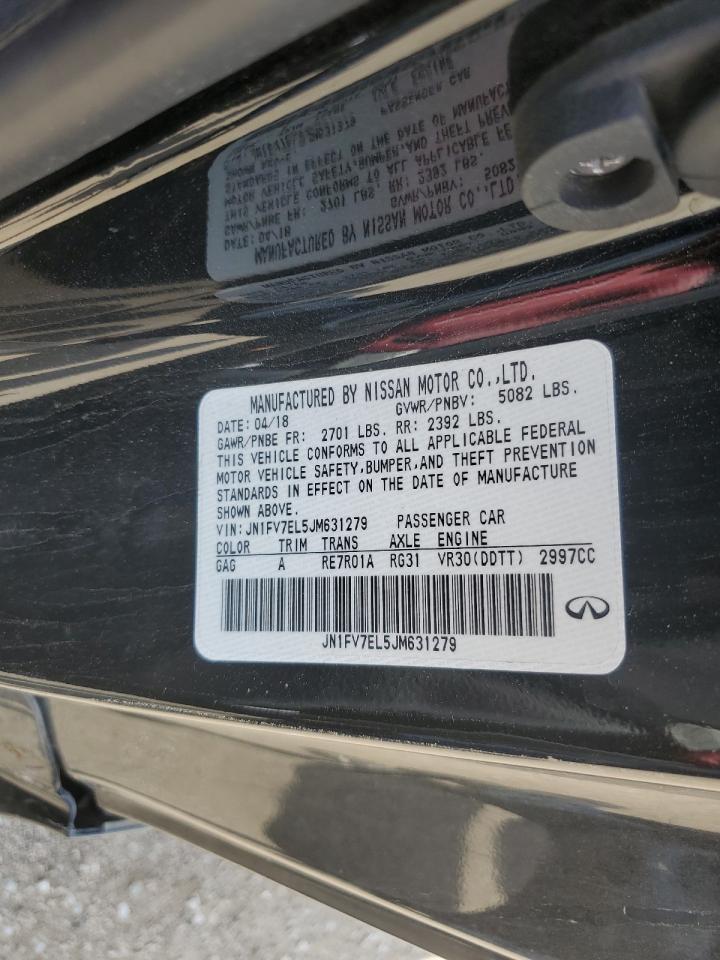 MANUFACTURED BY NISSAN MOTOR CO.,LTD.
DATE: 04/18 GVWR/PNBV: 5082 LBS.
GAWR/PNBE FR: 2701 LBS. RR: 2392 LBS.
THIS VEHICLE CONFORMS TO ALL APPLICABLE FEDERAL
MOTOR VEHICLE SAFETY,BUMPER,AND THEFT PREVENTION
STANDARDS IN EFFECT ON THE DATE OF MANUFACTURE
SHOWN ABOVE.
VIN:JN1FV7EL5JM631279 PASSENGER CAR
COLOR TRIM TRANS AXLE ENGINE
GAG A RE7R01A RG31 VR30(DDTT) 2997CC
JN1FV7EL5JM631279